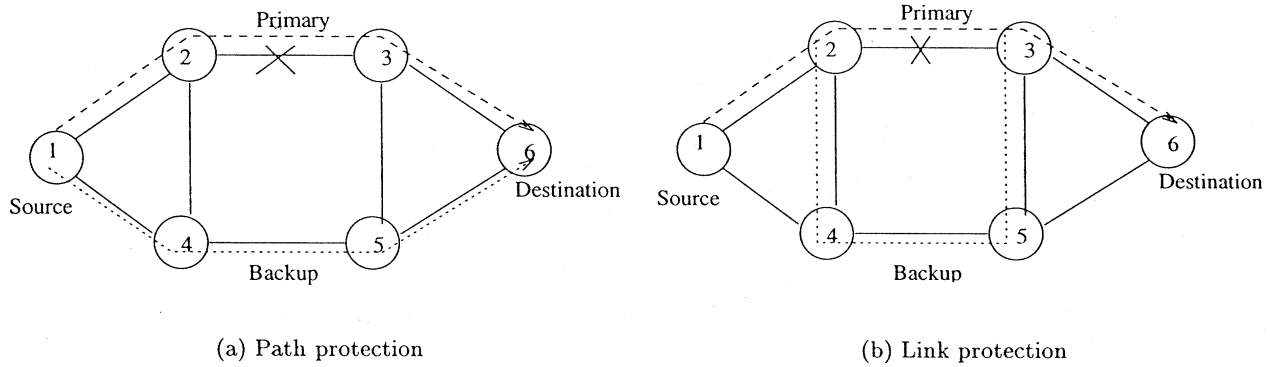 Primary
2
3
1
6
Source
Destination
4
5
Backup
(a) Path protection
Primary
2
3
1
6
Source
Destination
4
5
Backup
(b) Link protection